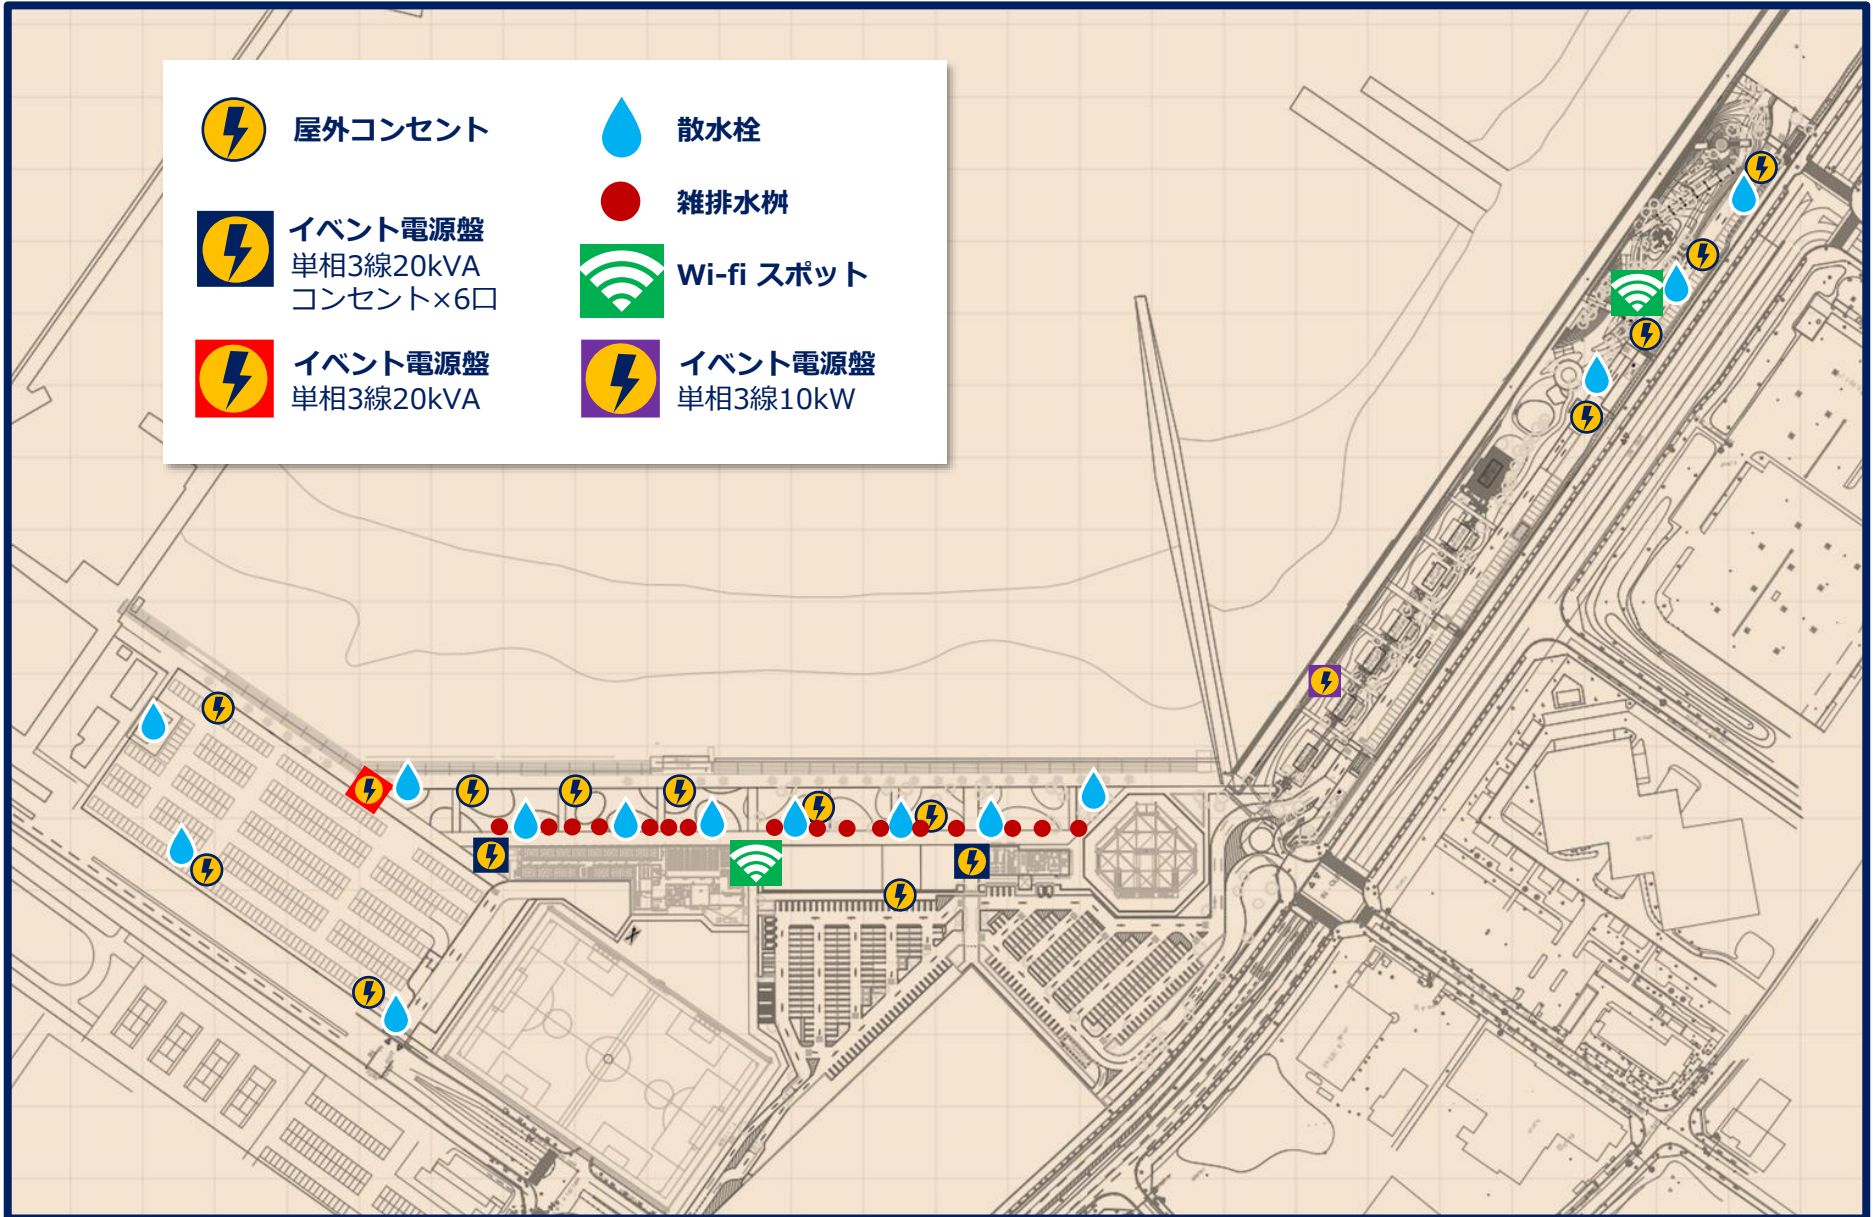 屋外コンセント
イベント電源盤
単相3線20kVA
コンセント×6口
イベント電源盤
単相3線20kVA
散水栓
雑排水桝
Wi-fi スポット
イベント電源盤
単相3線10kW